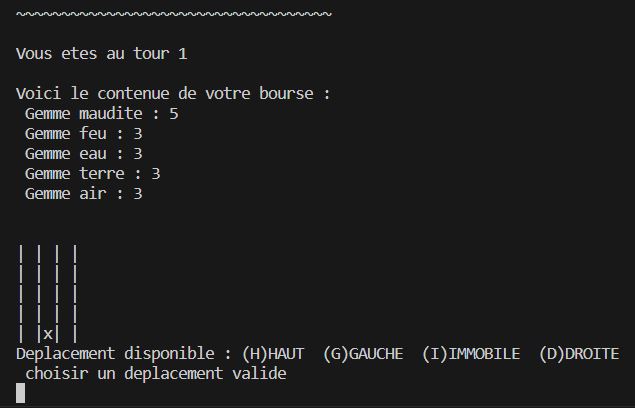 ~~~~~~~~~~~~~~~~~~~~~~~~~~~~~~~~~~~
Vous etes au tour 1
Voici le contenue de votre bourse :
Gemme maudite : 5
Gemme feu : 3
Gemme eau : 3
Gemme terre : 3
Gemme air : 3
| | | |
| | | |
| | | |
| | | |
| |x| |
Deplacement disponible : (H)HAUT  (G)GAUCHE  (I)IMMOBILE  (D)DROITE
choisir un deplacement valide